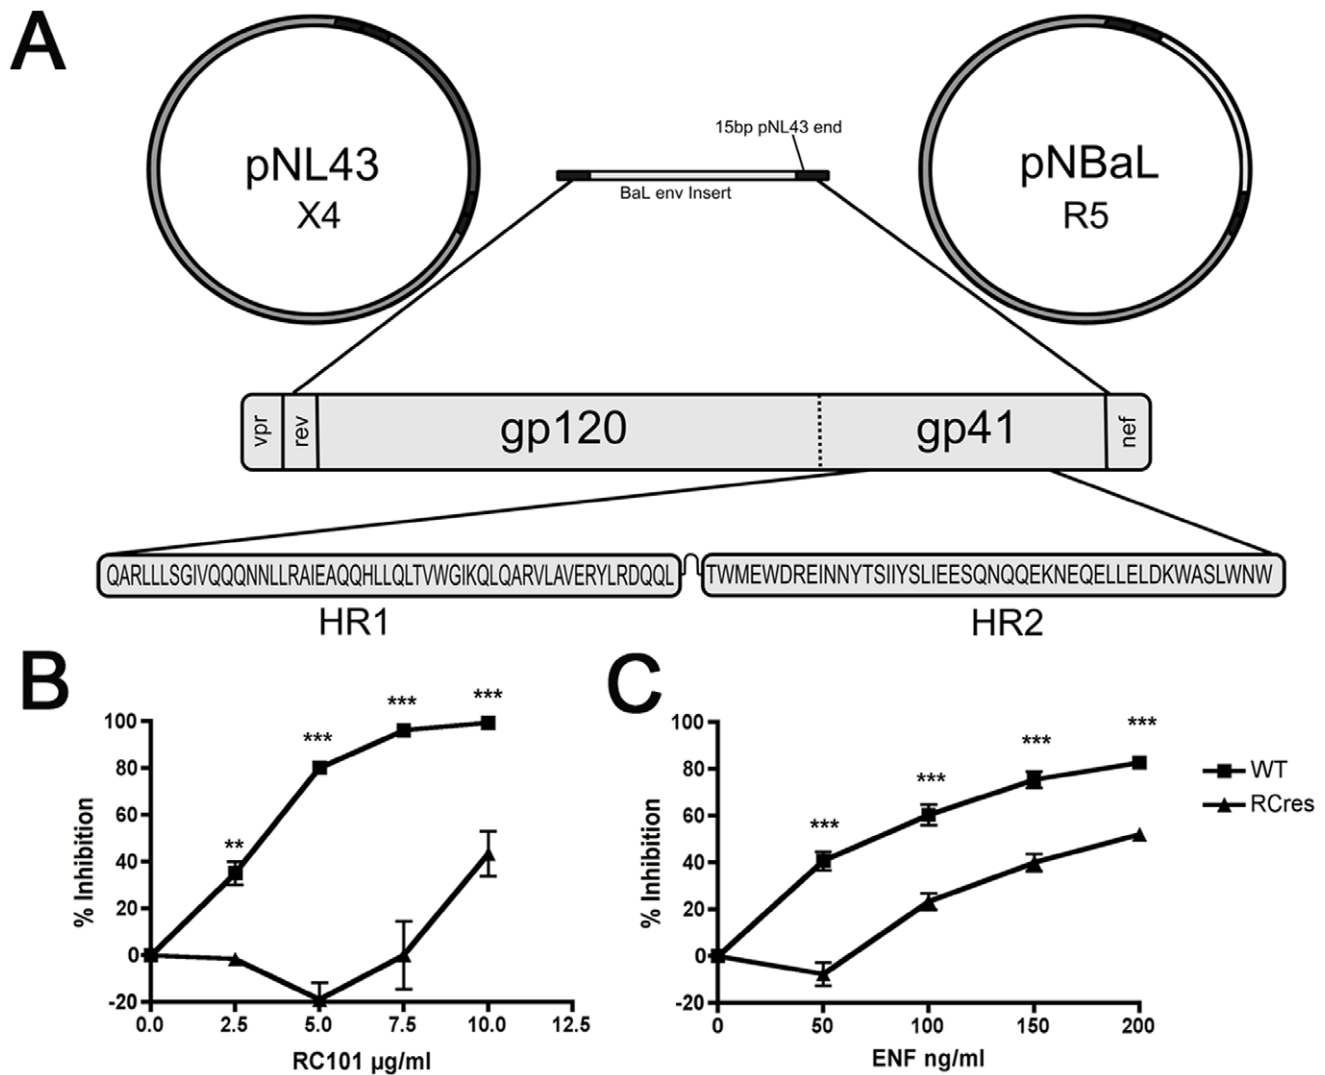 A
pNL43
X4
15bp pNL43 end
BaL env Insert
pNBaL
R5
vpr
rev
gp120
gp41
nef
QARLLLSGIVQQQNNLLRAIEAQQHLLQLTVWGIKQLQARVLAVERYLRDQQL
TWMEWDREINNYTSIIYSLIEESQNQQEKNEQELLELDKWASLWNW
HR1
HR2
B
% Inhibition
100
80
60
40
20
0
-20
**
***
***
***
0.0 2.5 5.0 7.5 10.0 12.5
RC101 µg/ml
C
% Inhibition
100
80
60
40
20
0
-20
***
***
***
***
0 50 100 150 200
ENF ng/ml
WT
RCres